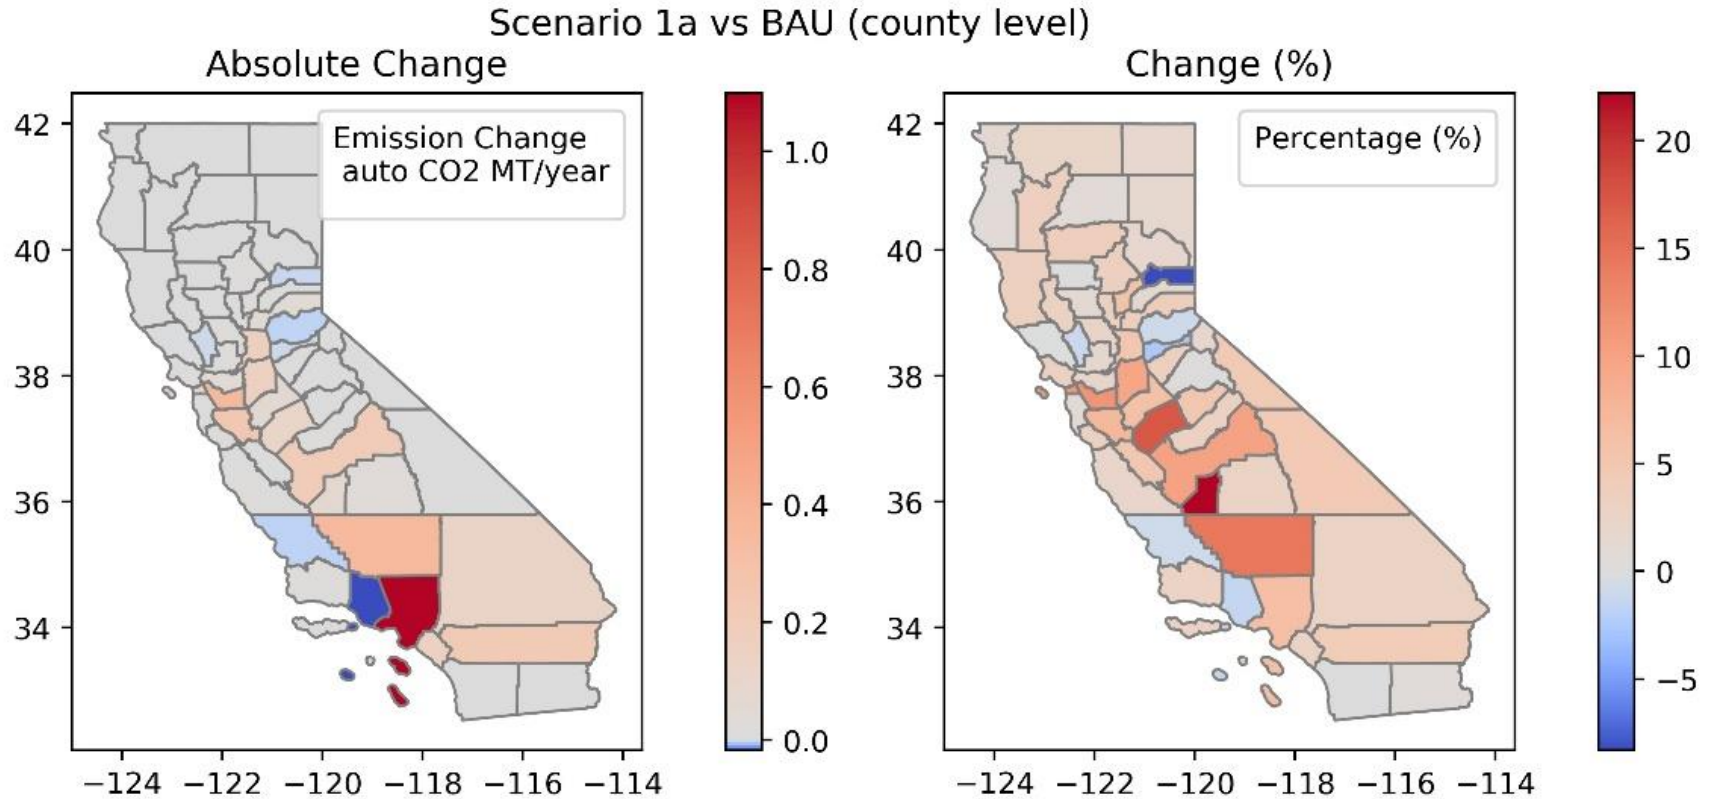 Scenario 1a vs BAU (county level)
Absolute Change
Emission Change
auto CO2 MT/year
42
40
38
36
34
−124 −122 −120 −118 −116 −114
1.0
0.8
0.6
0.4
0.2
0.0
Change (%)
Percentage (%)
42
40
38
36
34
−124 −122 −120 −118 −116 −114
20
15
10
5
0
−5